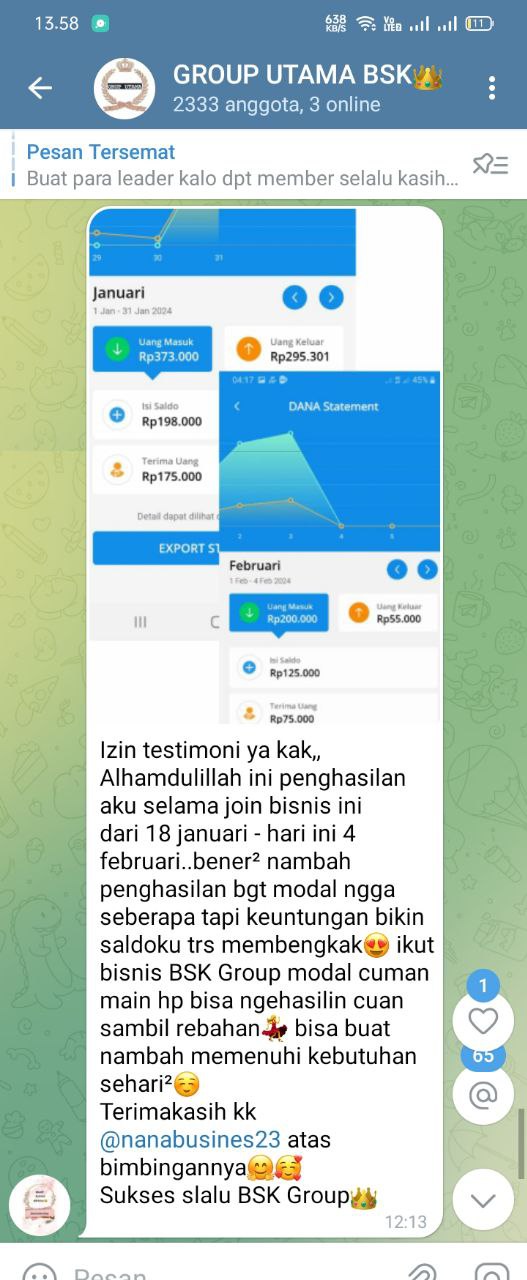 13.58
638 KB/S
Vo LTE2
11
GROUP UTAMA BSK👑
2333 anggota, 3 online
Pesan Tersemat
Buat para leader kalo dpt member selalu kasih...
29 30 31
Januari
1 Jan - 31 Jan 2024
Uang Masuk
Rp373.000
Uang Keluar
Rp295.301
Isi Saldo
Rp198.000
Terima Uang
Rp175.000
Detail dapat dilihat
EXPORT ST
04:17
45%
DANA Statement
2 3 4 5
Februari
1 Feb - 4 Feb 2024
Uang Masuk
Rp200.000
Uang Keluar
Rp55.000
Isi Saldo
Rp125.000
Terima Uang
Rp75.000
Izin testimoni ya kak,,
Alhamdulillah ini penghasilan
aku selama join bisnis ini
dari 18 januari - hari ini 4
februari..bener² nambah
penghasilan bgt modal ngga
seberapa tapi keuntungan bikin
saldoku trs membengkak😍 ikut
bisnis BSK Group modal cuman
main hp bisa ngehasilin cuan
sambil rebahan💃 bisa buat
nambah memenuhi kebutuhan
sehari²☺️
Terimakasih kk
@nanabusines23 atas
bimbingannya🤗🥰
Sukses slalu BSK Group👑
12:13
1
65
@
Pesan